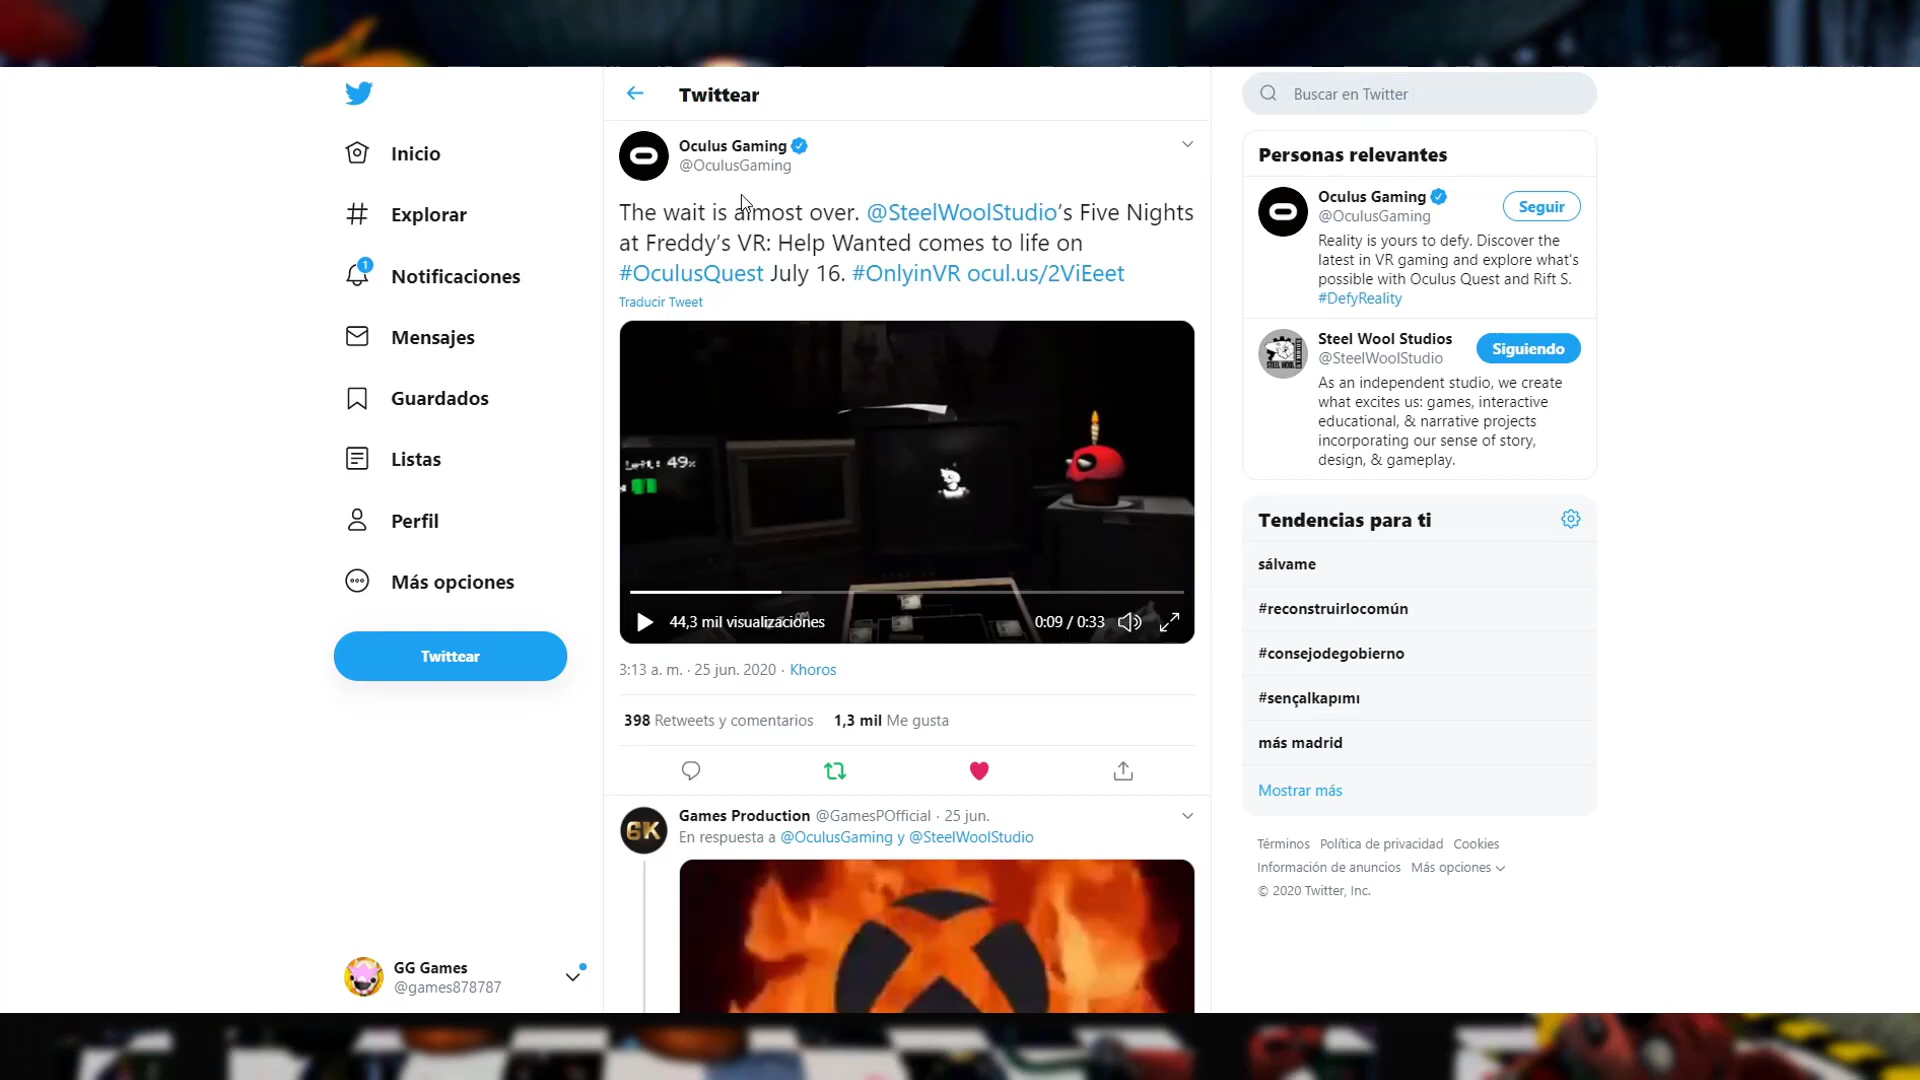 Inicio
Explorar
1
Notificaciones
Mensajes
Guardados
Listas
Perfil
Más opciones
Twittear
GG Games
@games878787
Twittear
Oculus Gaming
@OculusGaming
The wait is almost over. @SteelWoolStudio's Five Nights
at Freddy's VR: Help Wanted comes to life on
#OculusQuest July 16. #OnlyinVR ocul.us/2ViEeet
Traducir Tweet
49%
44,3 mil visualizaciones
0:09 / 0:33
3:13 a. m. · 25 jun. 2020 · Khoros
398 Retweets y comentarios 1,3 mil Me gusta
GK
Games Production @GamesPOfficial · 25 jun.
En respuesta a @OculusGaming y @SteelWoolStudio
Buscar en Twitter
Personas relevantes
Oculus Gaming
@OculusGaming
Seguir
Reality is yours to defy. Discover the
latest in VR gaming and explore what's
possible with Oculus Quest and Rift S.
#DefyReality
Steel Wool Studios
@SteelWoolStudio
Siguiendo
As an independent studio, we create
what excites us: games, interactive
educational, & narrative projects
incorporating our sense of story,
design, & gameplay.
Tendencias para ti
sálvame
#reconstruirlocomún
#consejodegobierno
#sençalkapımı
más madrid
Mostrar más
Términos Política de privacidad Cookies
Información de anuncios Más opciones
© 2020 Twitter, Inc.